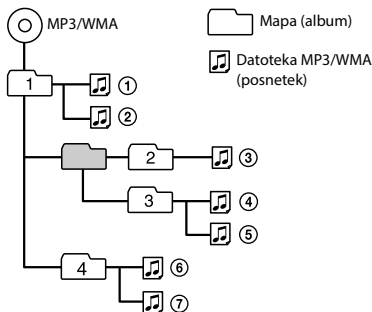 MP3/WMA
Mapa (album)
Datoteka MP3/WMA
(posnetek)
1
①
②
2
③
3
④
⑤
4
⑥
⑦